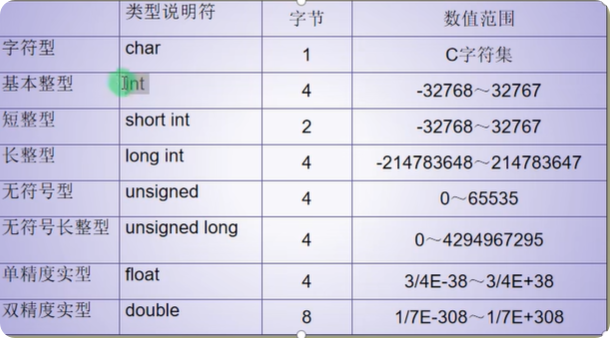 类型说明符 字节 数值范围
字符型 char 1 C字符集
基本整型 int 4 -32768～32767
短整型 short int 2 -32768～32767
长整型 long int 4 -214783648～214783647
无符号型 unsigned 4 0～65535
无符号长整型 unsigned long 4 0～4294967295
单精度实型 float 4 3/4E-38～3/4E+38
双精度实型 double 8 1/7E-308～1/7E+308